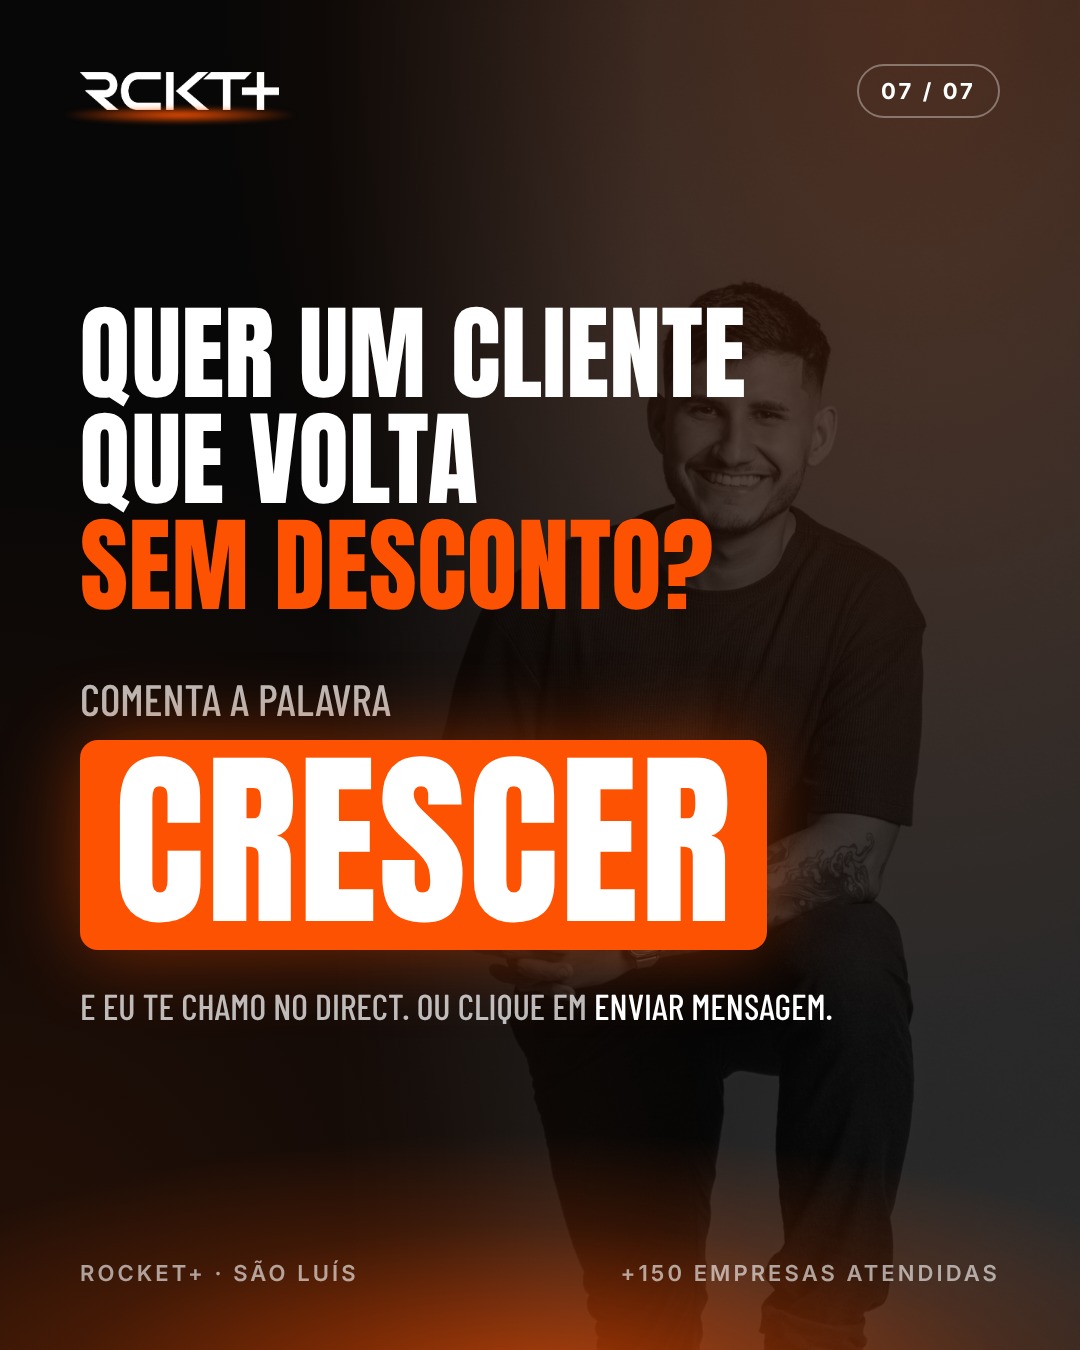 RCKT+
07 / 07
QUER UM CLIENTE
QUE VOLTA
SEM DESCONTO?
COMENTA A PALAVRA
CRESCER
E EU TE CHAMO NO DIRECT. OU CLIQUE EM ENVIAR MENSAGEM.
ROCKET+ · SÃO LUÍS
+150 EMPRESAS ATENDIDAS